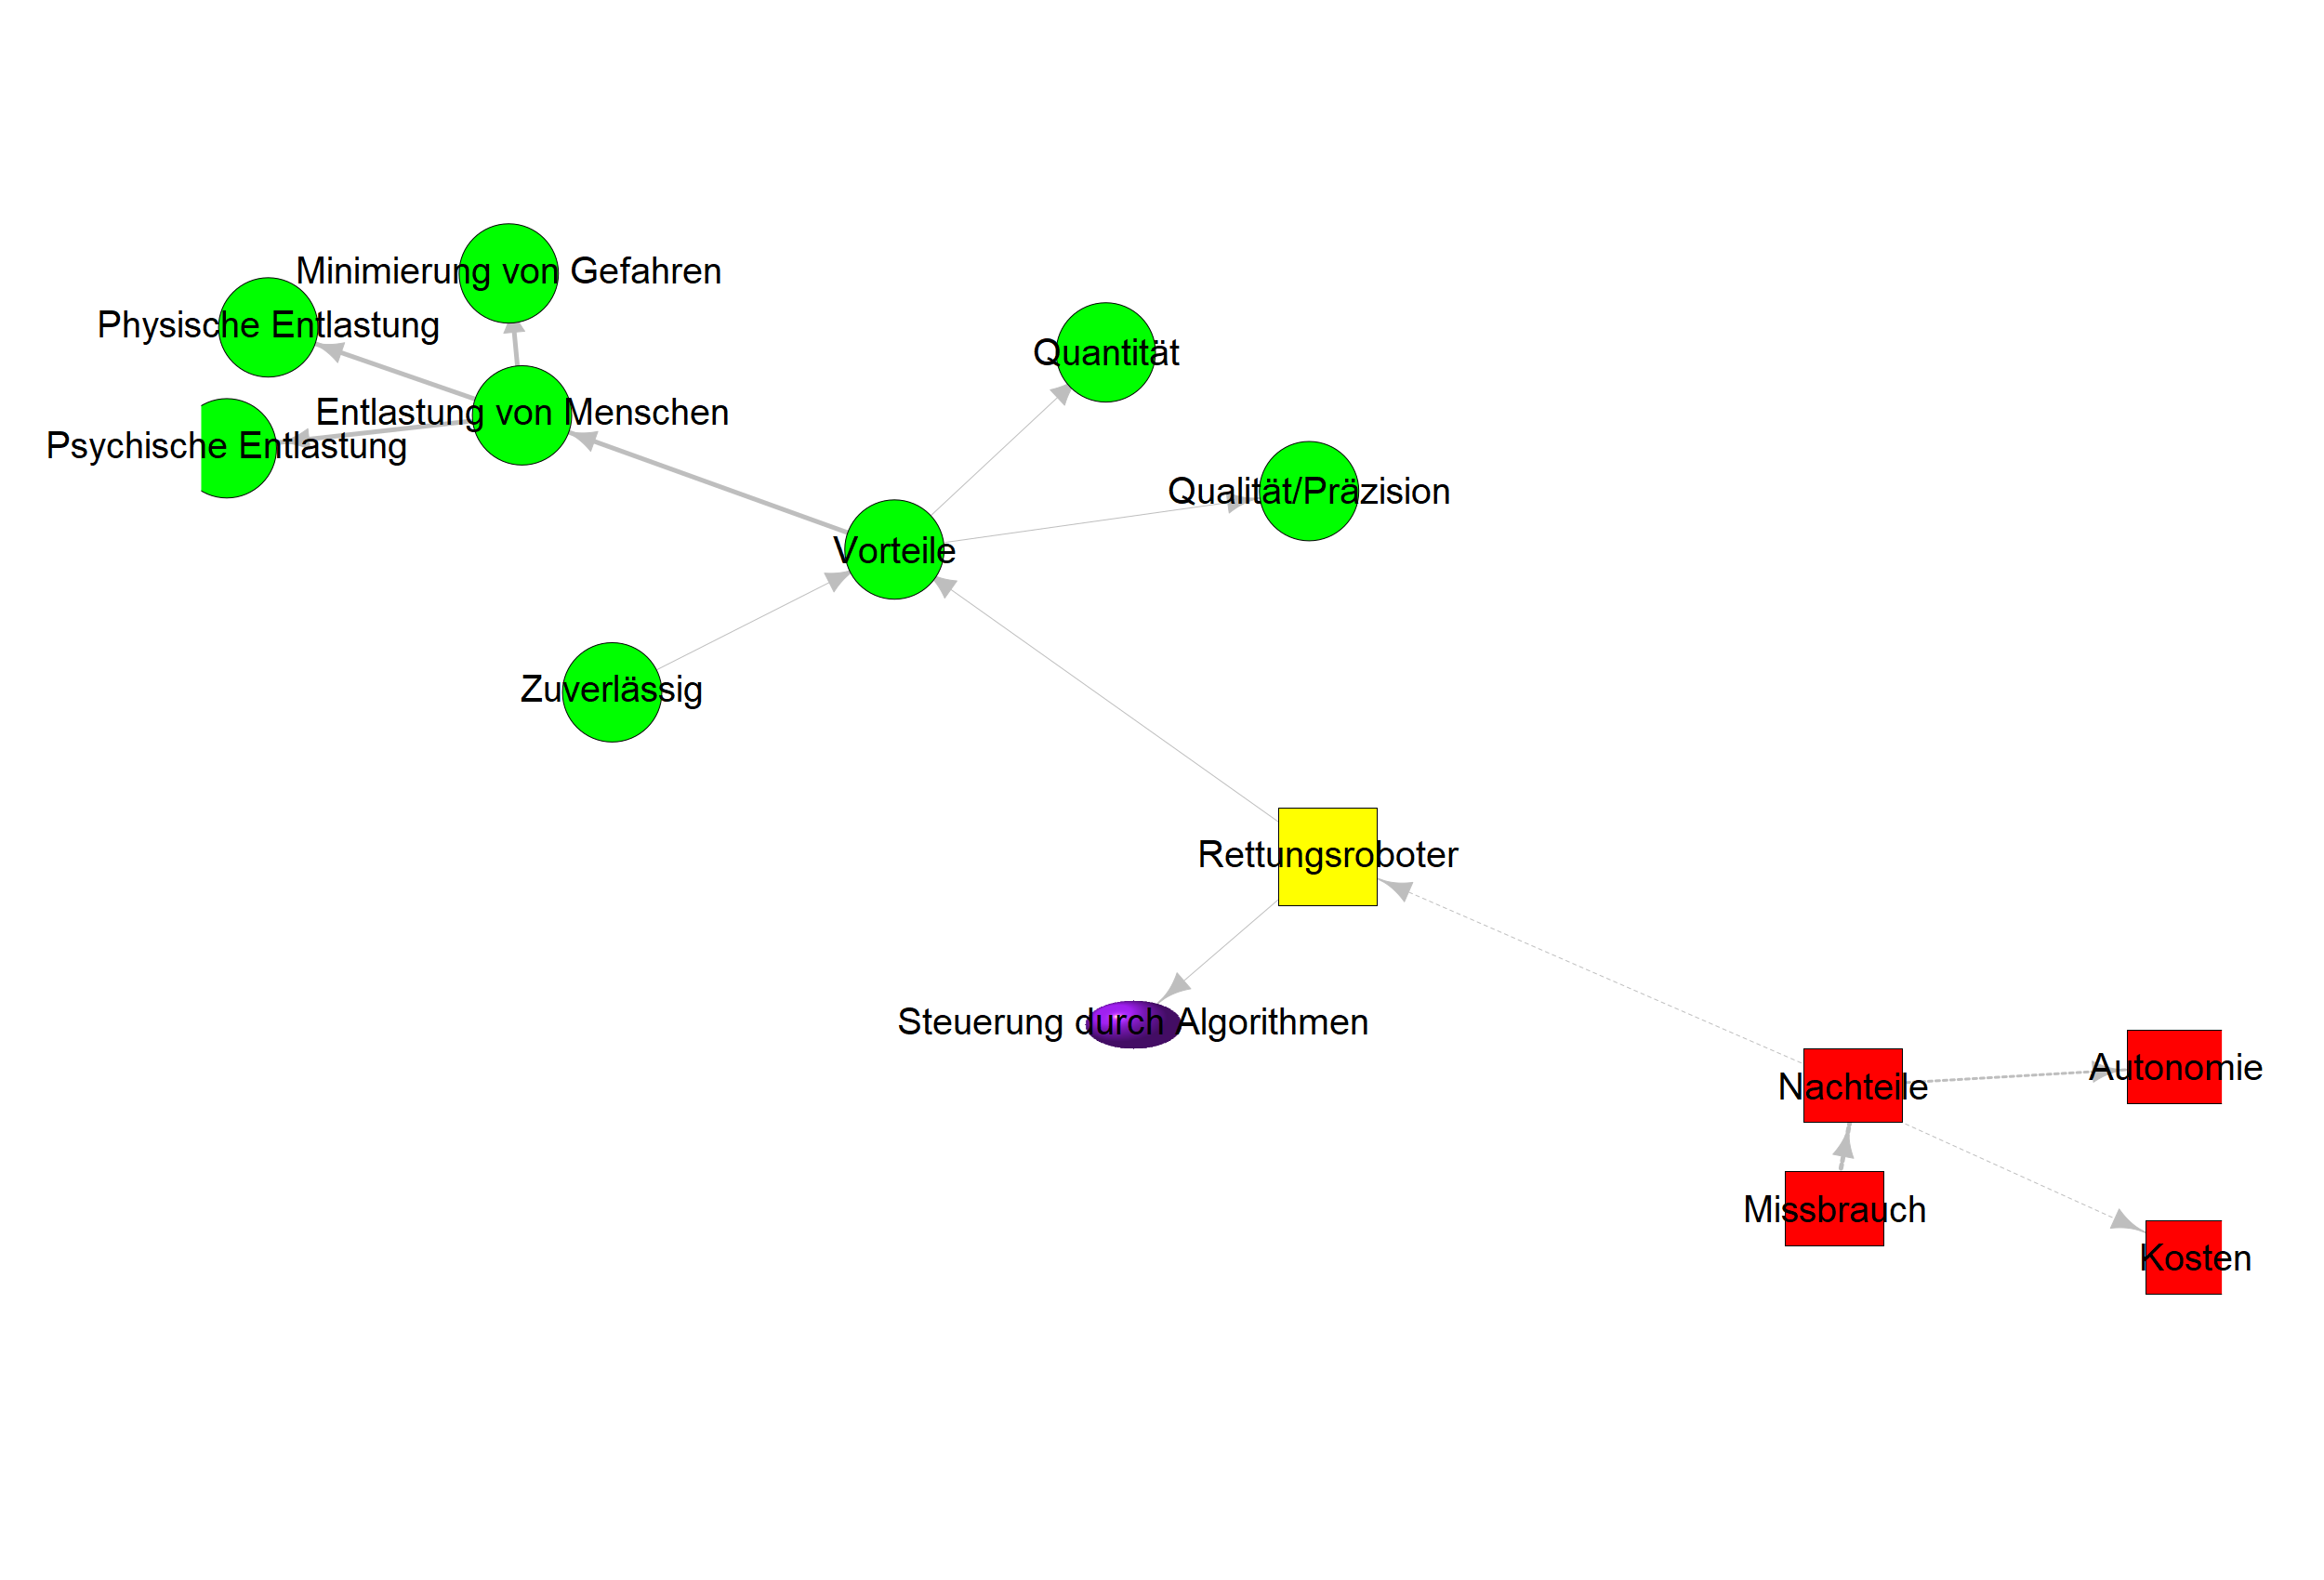 Minimierung von Gefahren
Physische Entlastung
Quantität
Entlastung von Menschen
Psychische Entlastung
Qualität/Präzision
Vorteile
Zuverlässig
Rettungsroboter
Steuerung durch Algorithmen
Autonomie
Nachteile
Missbrauch
Kosten